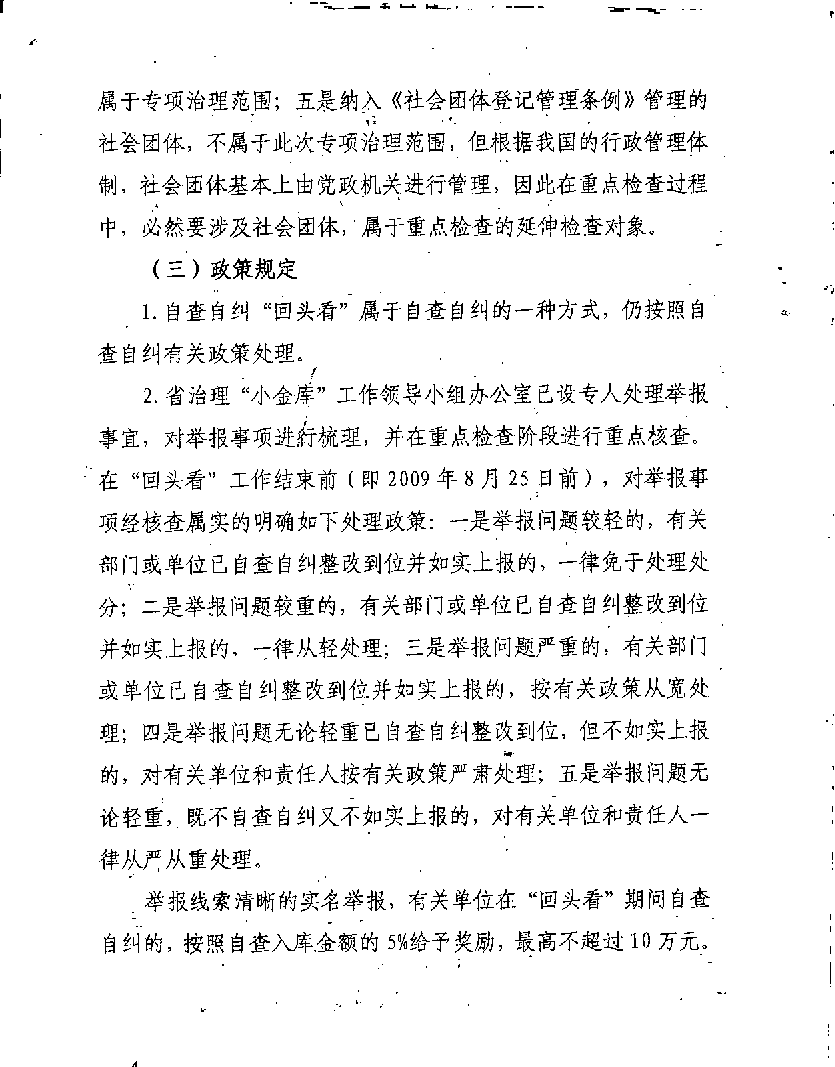 属于专项治理范围；五是纳入《社会团体登记管理条例》管理的
社会团体，不属于此次专项治理范围，但根据我国的行政管理体
制，社会团体基本上由党政机关进行管理，因此在重点检查过程
中，必然要涉及社会团体，属于重点检查的延伸检查对象。
（三）政策规定
1. 自查自纠“回头看”属于自查自纠的一种方式，仍按照自
查自纠有关政策处理。
2. 省治理“小金库”工作领导小组办公室已设专人处理举报
事宜，对举报事项进行梳理，并在重点检查阶段进行重点核查。
在“回头看”工作结束前（即 2009 年 8 月 25 日前），对举报事
项经核查属实的明确如下处理政策：一是举报问题较轻的，有关
部门或单位已自查自纠整改到位并如实上报的，一律免于处理处
分；二是举报问题较重的，有关部门或单位已自查自纠整改到位
并如实上报的，一律从轻处理；三是举报问题严重的，有关部门
或单位已自查自纠整改到位并如实上报的，按有关政策从宽处
理；四是举报问题无论轻重已自查自纠整改到位，但不如实上报
的，对有关单位和责任人按有关政策严肃处理；五是举报问题无
论轻重，既不自查自纠又不如实上报的，对有关单位和责任人一
律从严从重处理。
举报线索清晰的实名举报，有关单位在“回头看”期间自查
自纠的，按照自查入库金额的 5%给予奖励，最高不超过 10 万元。